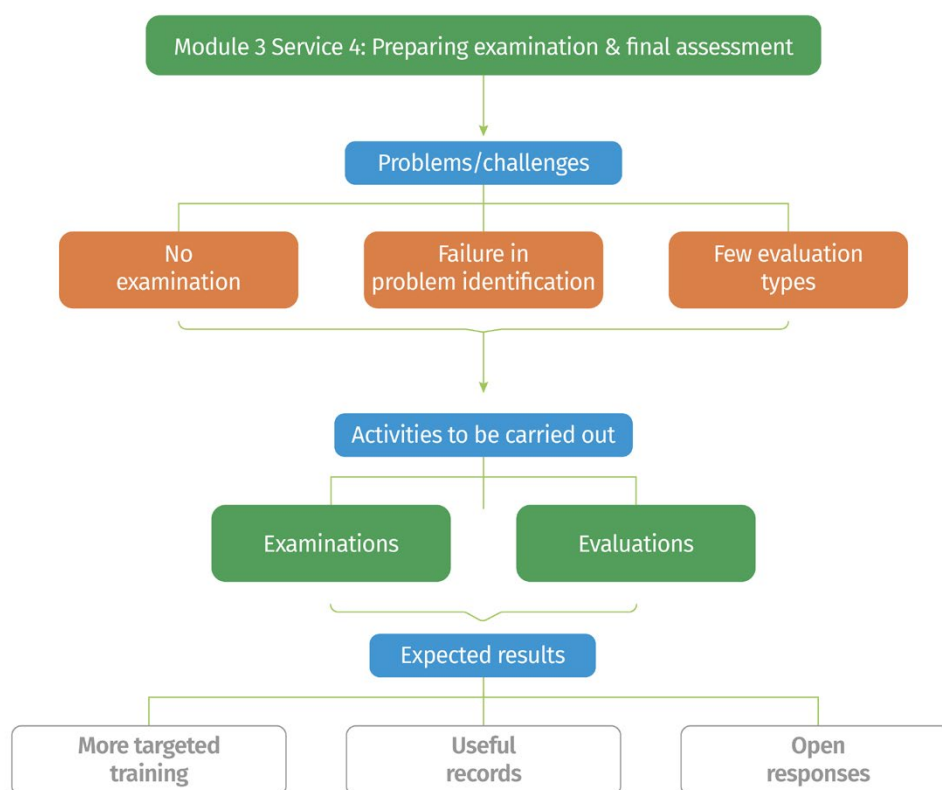 Module 3 Service 4: Preparing examination & final assessment
Problems/challenges
No
examination
Failure in
problem identification
Few evaluation
types
Activities to be carried out
Examinations
Evaluations
Expected results
More targeted
training
Useful
records
Open
responses